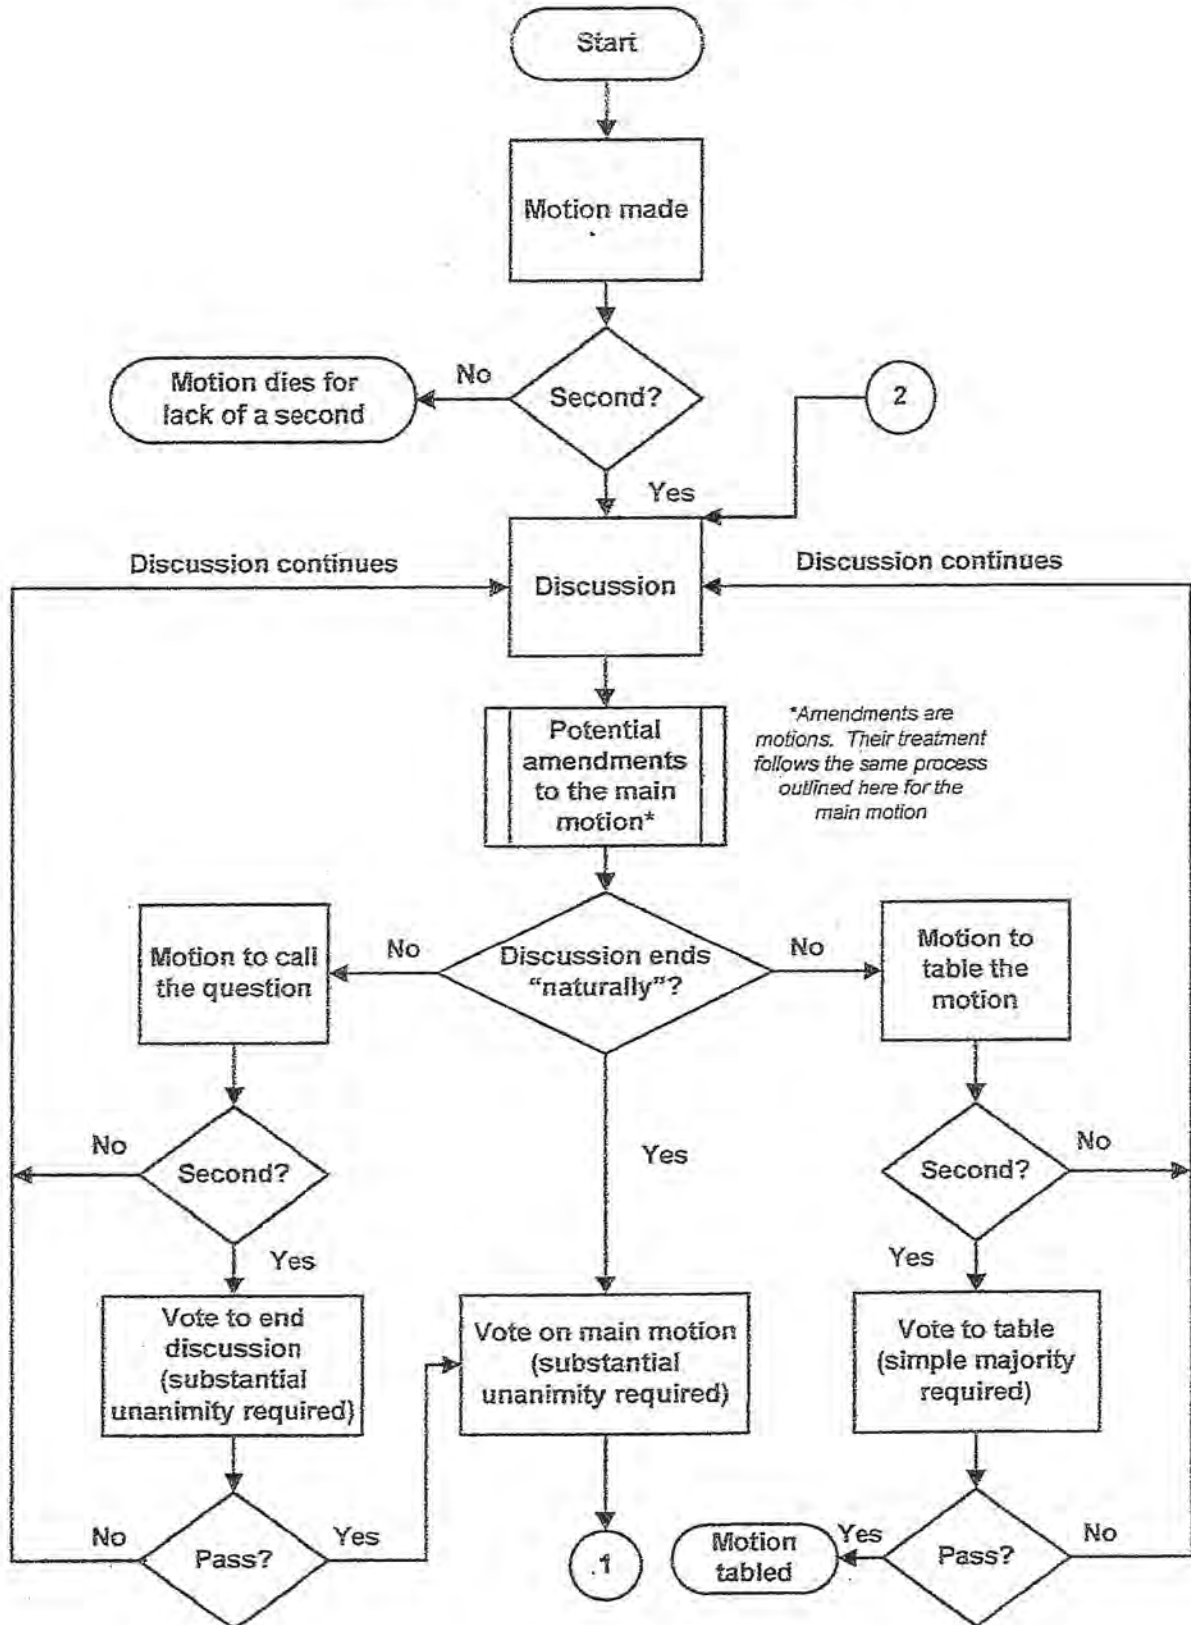 Start
Motion made
Second?
No
Motion dies for
lack of a second
2
Yes
Discussion continues
Discussion
Discussion continues
Potential
amendments
to the main
motion*
*Amendments are
motions. Their treatment
follows the same process
outlined here for the
main motion
Motion to call
the question
No
Discussion ends
“naturally”?
No
Motion to
table the
motion
No
Second?
Yes
Yes
Second?
No
Yes
Vote to end
discussion
(substantial
unanimity required)
Vote on main motion
(substantial
unanimity required)
Vote to table
(simple majority
required)
No
Pass?
Yes
1
Motion
tabled
Yes
Pass?
No